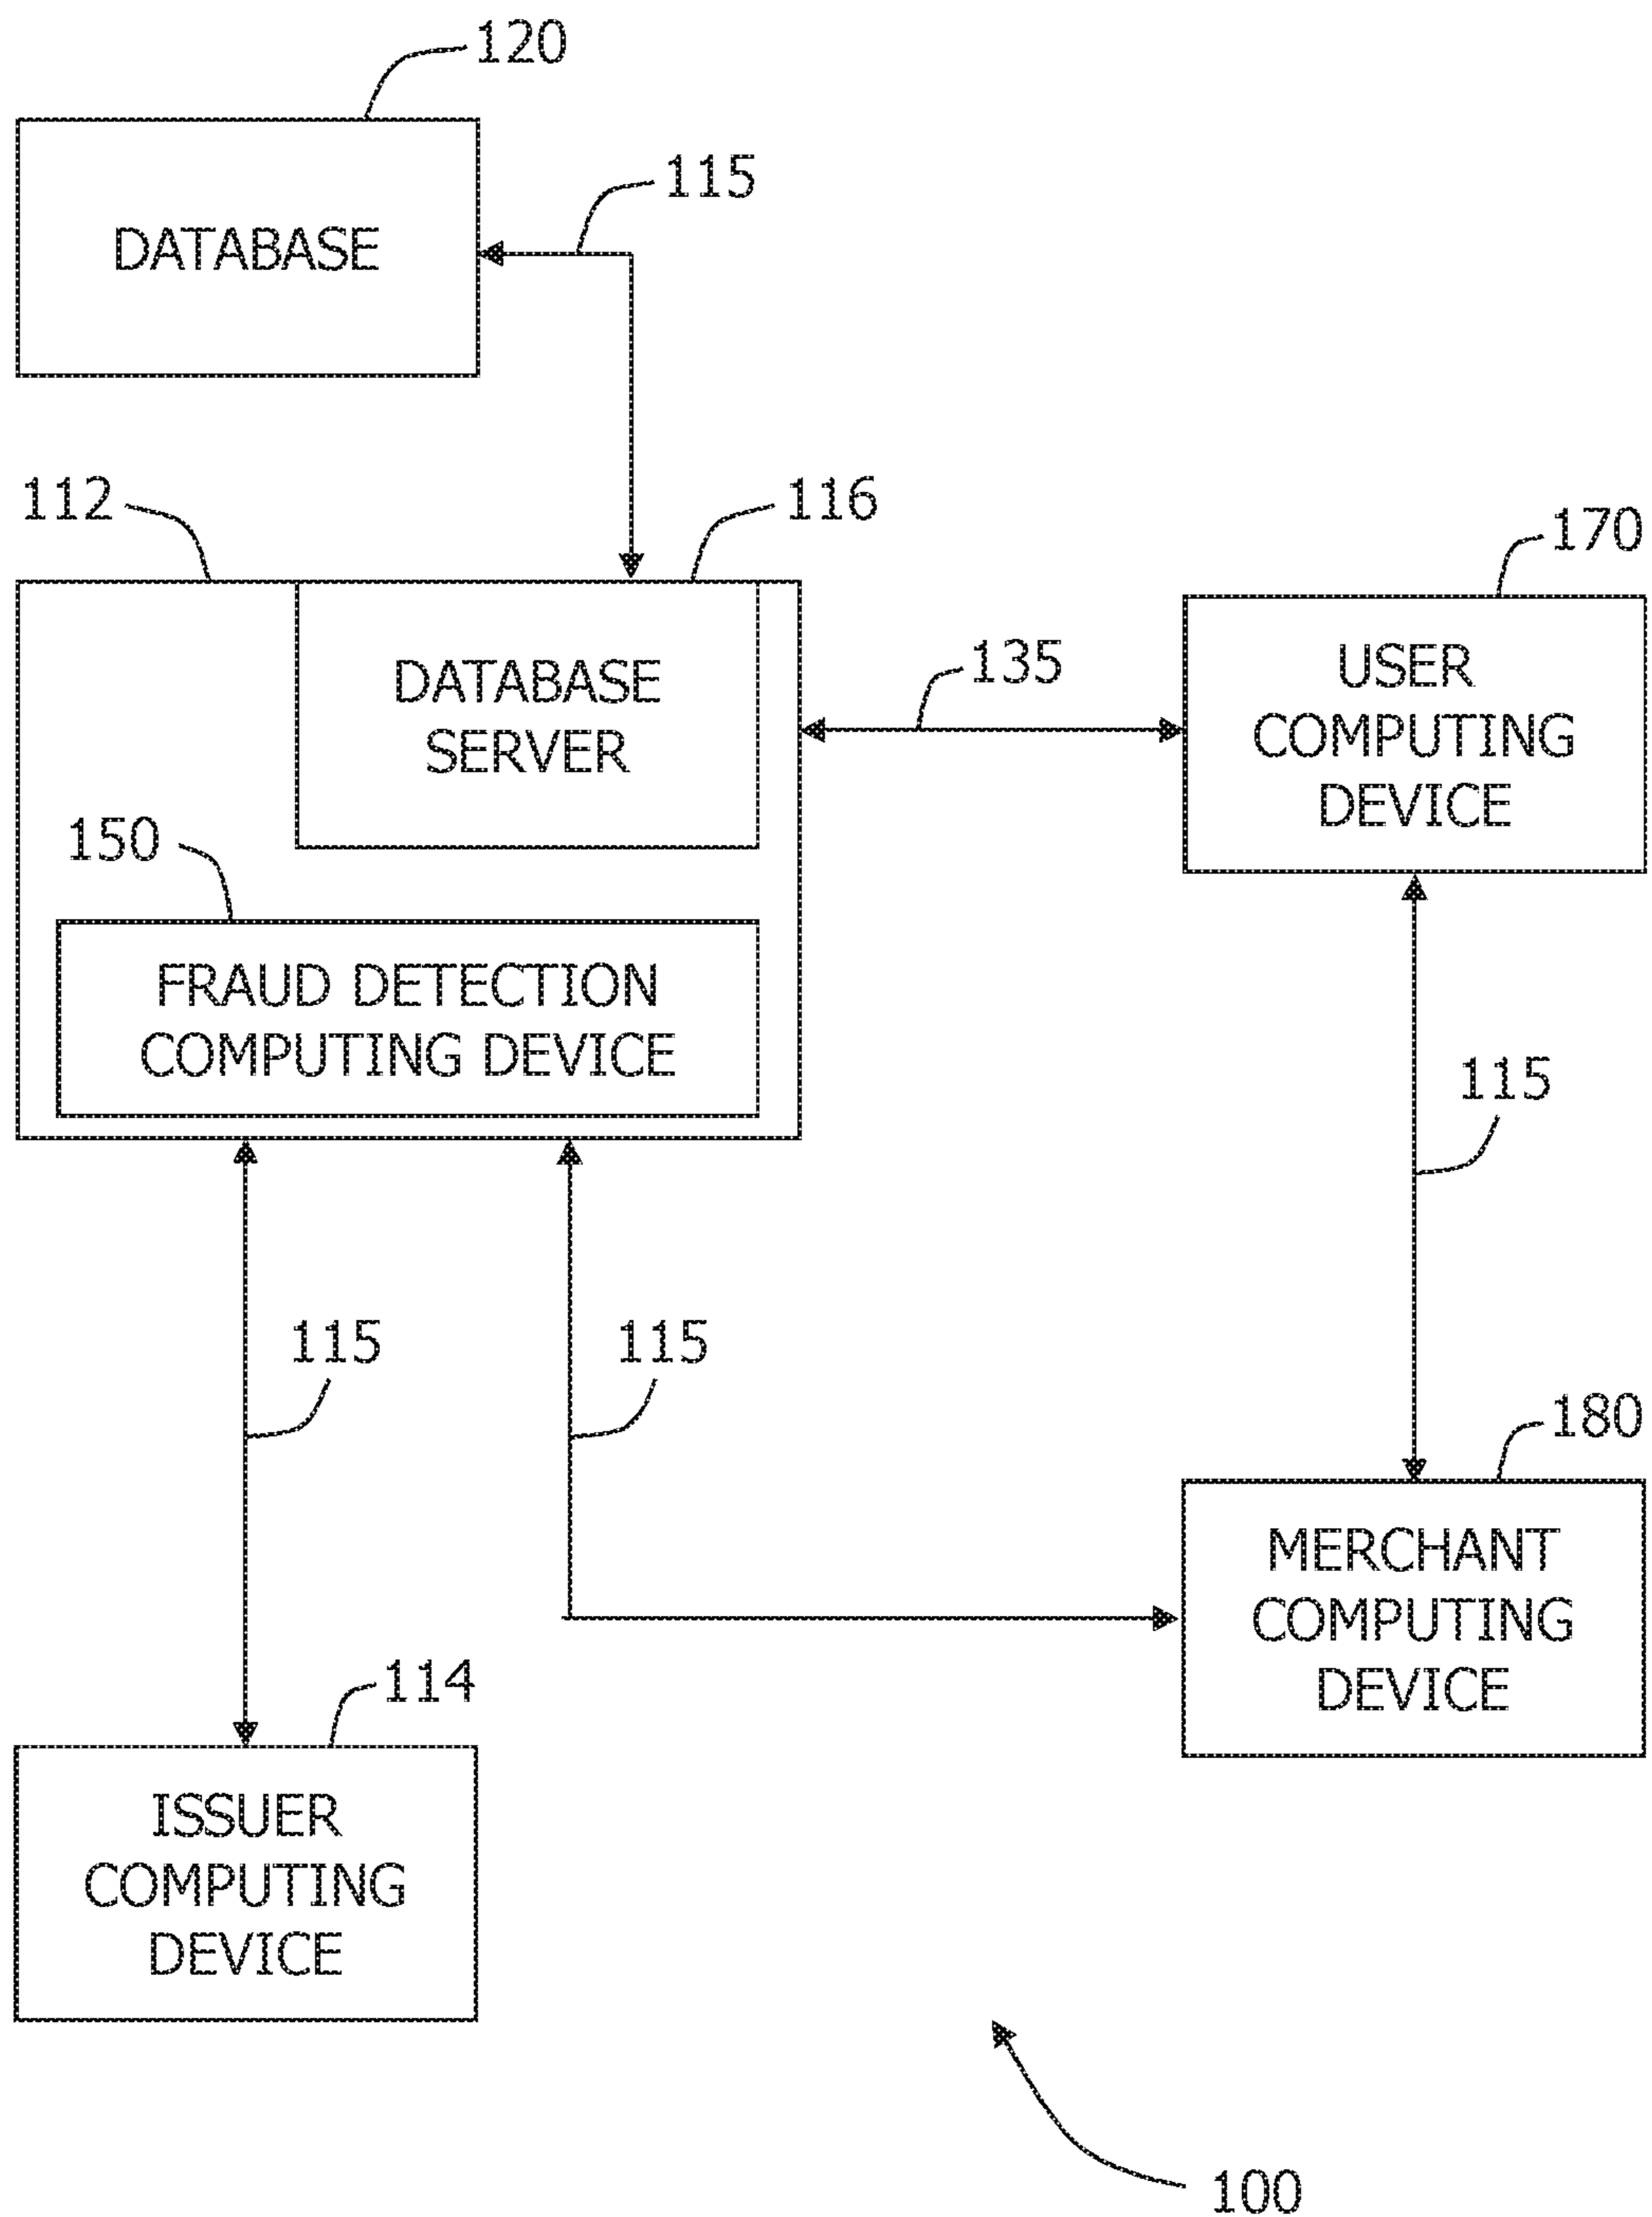 120
115
DATABASE
112
116
170
DATABASE
SERVER
135
USER
COMPUTING
DEVICE
150
FRAUD DETECTION
COMPUTING DEVICE
115
115
115
180
MERCHANT
COMPUTING
DEVICE
114
ISSUER
COMPUTING
DEVICE
100